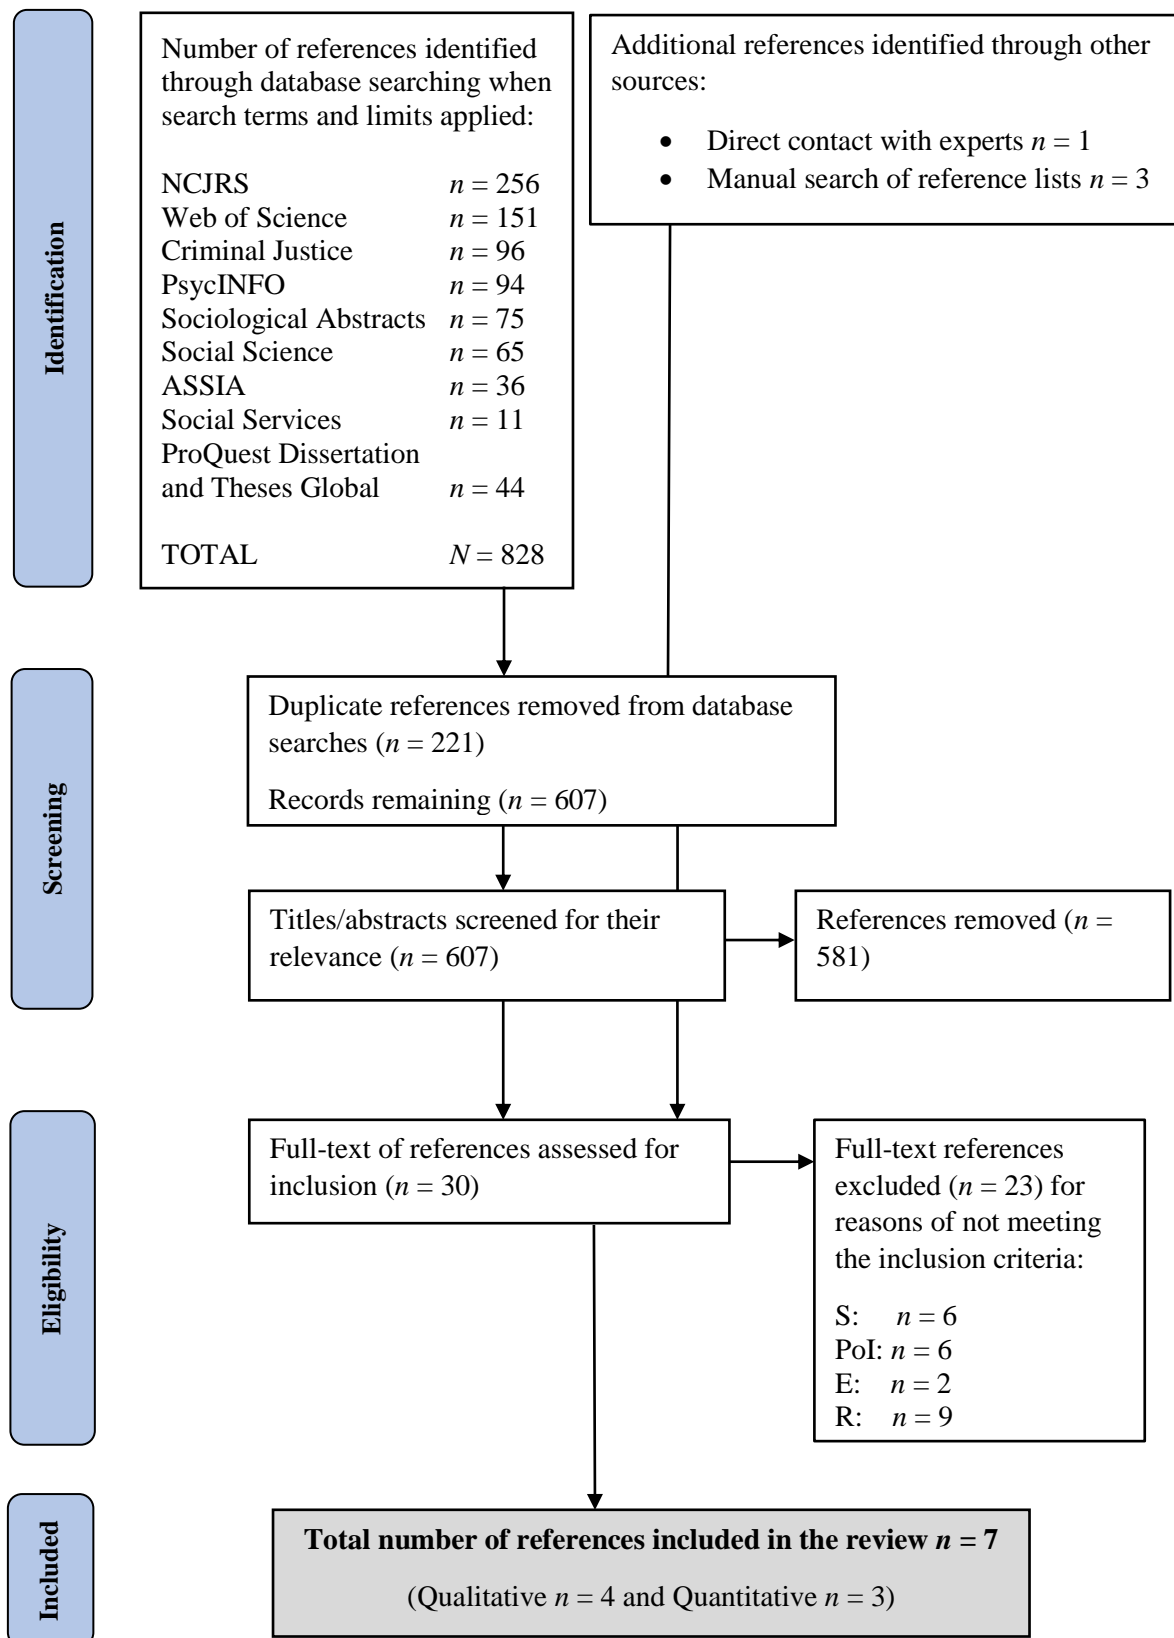 Identification
Number of references identified
through database searching when
search terms and limits applied:
NCJRS n = 256
Web of Science n = 151
Criminal Justice n = 96
PsycINFO n = 94
Sociological Abstracts n = 75
Social Science n = 65
ASSIA n = 36
Social Services n = 11
ProQuest Dissertation
and Theses Global n = 44
TOTAL N = 828
Additional references identified through other
sources:
• Direct contact with experts n = 1
• Manual search of reference lists n = 3
Screening
Duplicate references removed from database
searches (n = 221)
Records remaining (n = 607)
Titles/abstracts screened for their
relevance (n = 607)
References removed (n =
581)
Eligibility
Full-text of references assessed for
inclusion (n = 30)
Full-text references
excluded (n = 23) for
reasons of not meeting
the inclusion criteria:
S: n = 6
PoI: n = 6
E: n = 2
R: n = 9
Included
Total number of references included in the review n = 7
(Qualitative n = 4 and Quantitative n = 3)